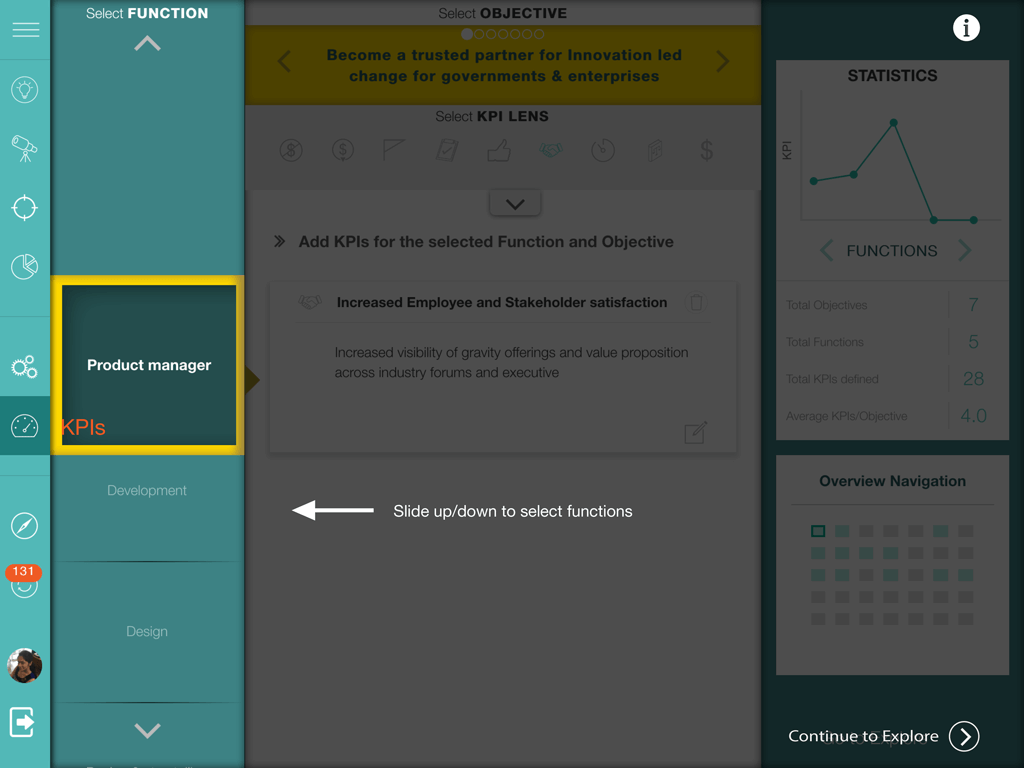 Select FUNCTION
Select OBJECTIVE
Become a trusted partner for Innovation led
change for governments & enterprises
Select KPI LENS
Add KPIs for the selected Function and Objective
Increased Employee and Stakeholder satisfaction
Increased visibility of gravity offerings and value proposition
across industry forums and executive
Product manager
KPIs
Development
Design
Slide up/down to select functions
131
STATISTICS
KPI
FUNCTIONS
Total Objectives 7
Total Functions 5
Total KPIs defined 28
Average KPIs/Objective 4.0
Overview Navigation
Continue to Explore